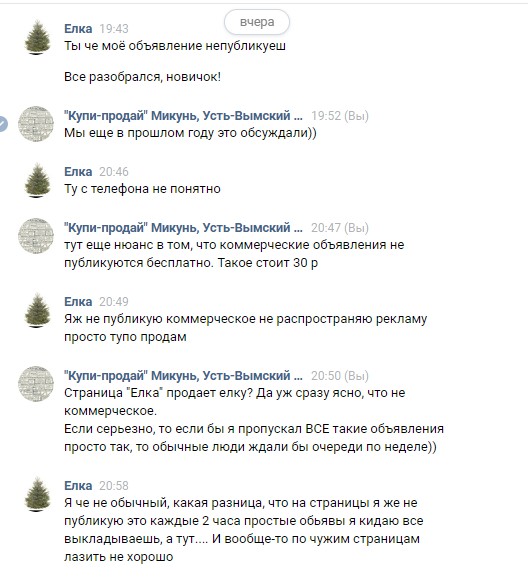 вчера
Елка 19:43
Ты че моё объявление непубликуеш
Все разобрался, новичок!
"Купи-продай" Микунь, Усть-Вымский ... 19:52 (Вы)
Мы еще в прошлом году это обсуждали))
Елка 20:46
Ту с телефона не понятно
"Купи-продай" Микунь, Усть-Вымский ... 20:47 (Вы)
тут еще нюанс в том, что коммерческие объявления не
публикуются бесплатно. Такое стоит 30 р
Елка 20:49
Яж не публикую коммерческое не распространяю рекламу
просто тупо продам
"Купи-продай" Микунь, Усть-Вымский ... 20:50 (Вы)
Страница "Елка" продает елку? Да уж сразу ясно, что не
коммерческое.
Если серьезно, то если бы я пропускал ВСЕ такие объявления
просто так, то обычные люди ждали бы очереди по неделе))
Елка 20:58
Я че не обычный, какая разница, что на страницы я же не
публикую это каждые 2 часа простые обьявы я кидаю все
выкладываешь, а тут.... И вообще-то по чужим страницам
лазить не хорошо